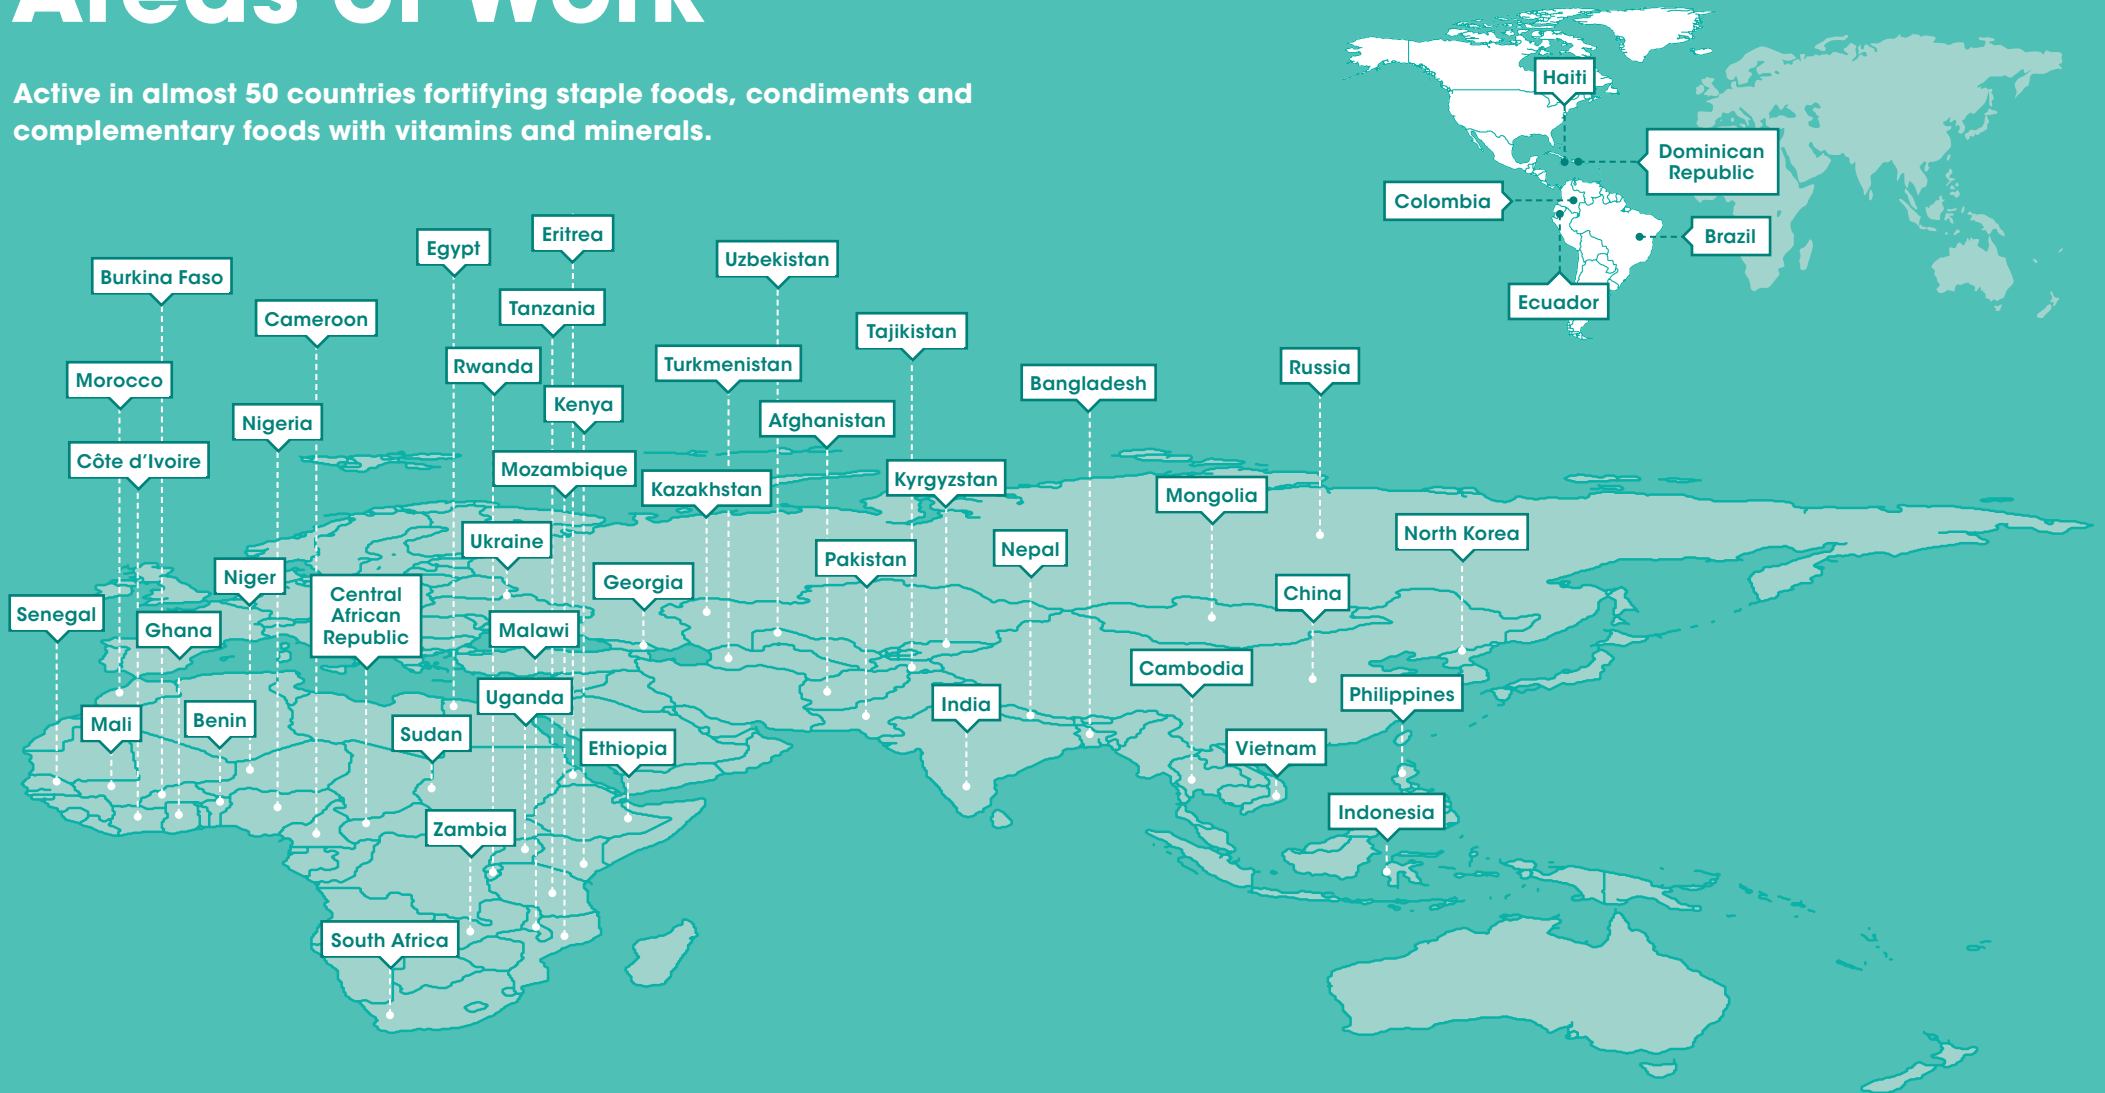 Areas of Work
Active in almost 50 countries fortifying staple foods, condiments and
complementary foods with vitamins and minerals.
Haiti
Dominican
Republic
Colombia
Brazil
Ecuador
Eritrea
Egypt
Uzbekistan
Burkina Faso
Tanzania
Cameroon
Tajikistan
Turkmenistan
Rwanda
Russia
Morocco
Bangladesh
Kenya
Afghanistan
Nigeria
Côte d’Ivoire
Mozambique
Kyrgyzstan
Kazakhstan
Mongolia
North Korea
Ukraine
Nepal
Pakistan
Niger
Georgia
China
Central
African
Republic
Senegal
Ghana
Malawi
Cambodia
Philippines
Uganda
India
Benin
Mali
Sudan
Ethiopia
Vietnam
Indonesia
Zambia
South Africa